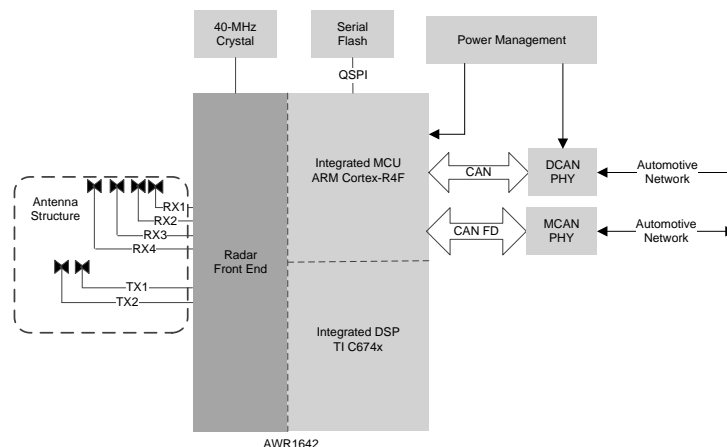 40-MHz
Crystal
Serial
Flash
Power Management
QSPI
Integrated MCU
ARM Cortex-R4F
CAN
DCAN
PHY
Automotive
Network
Antenna
Structure
RX1
RX2
RX3
RX4
Radar
Front End
CAN FD
MCAN
PHY
Automotive
Network
TX1
TX2
Integrated DSP
TI C674x
AWR1642